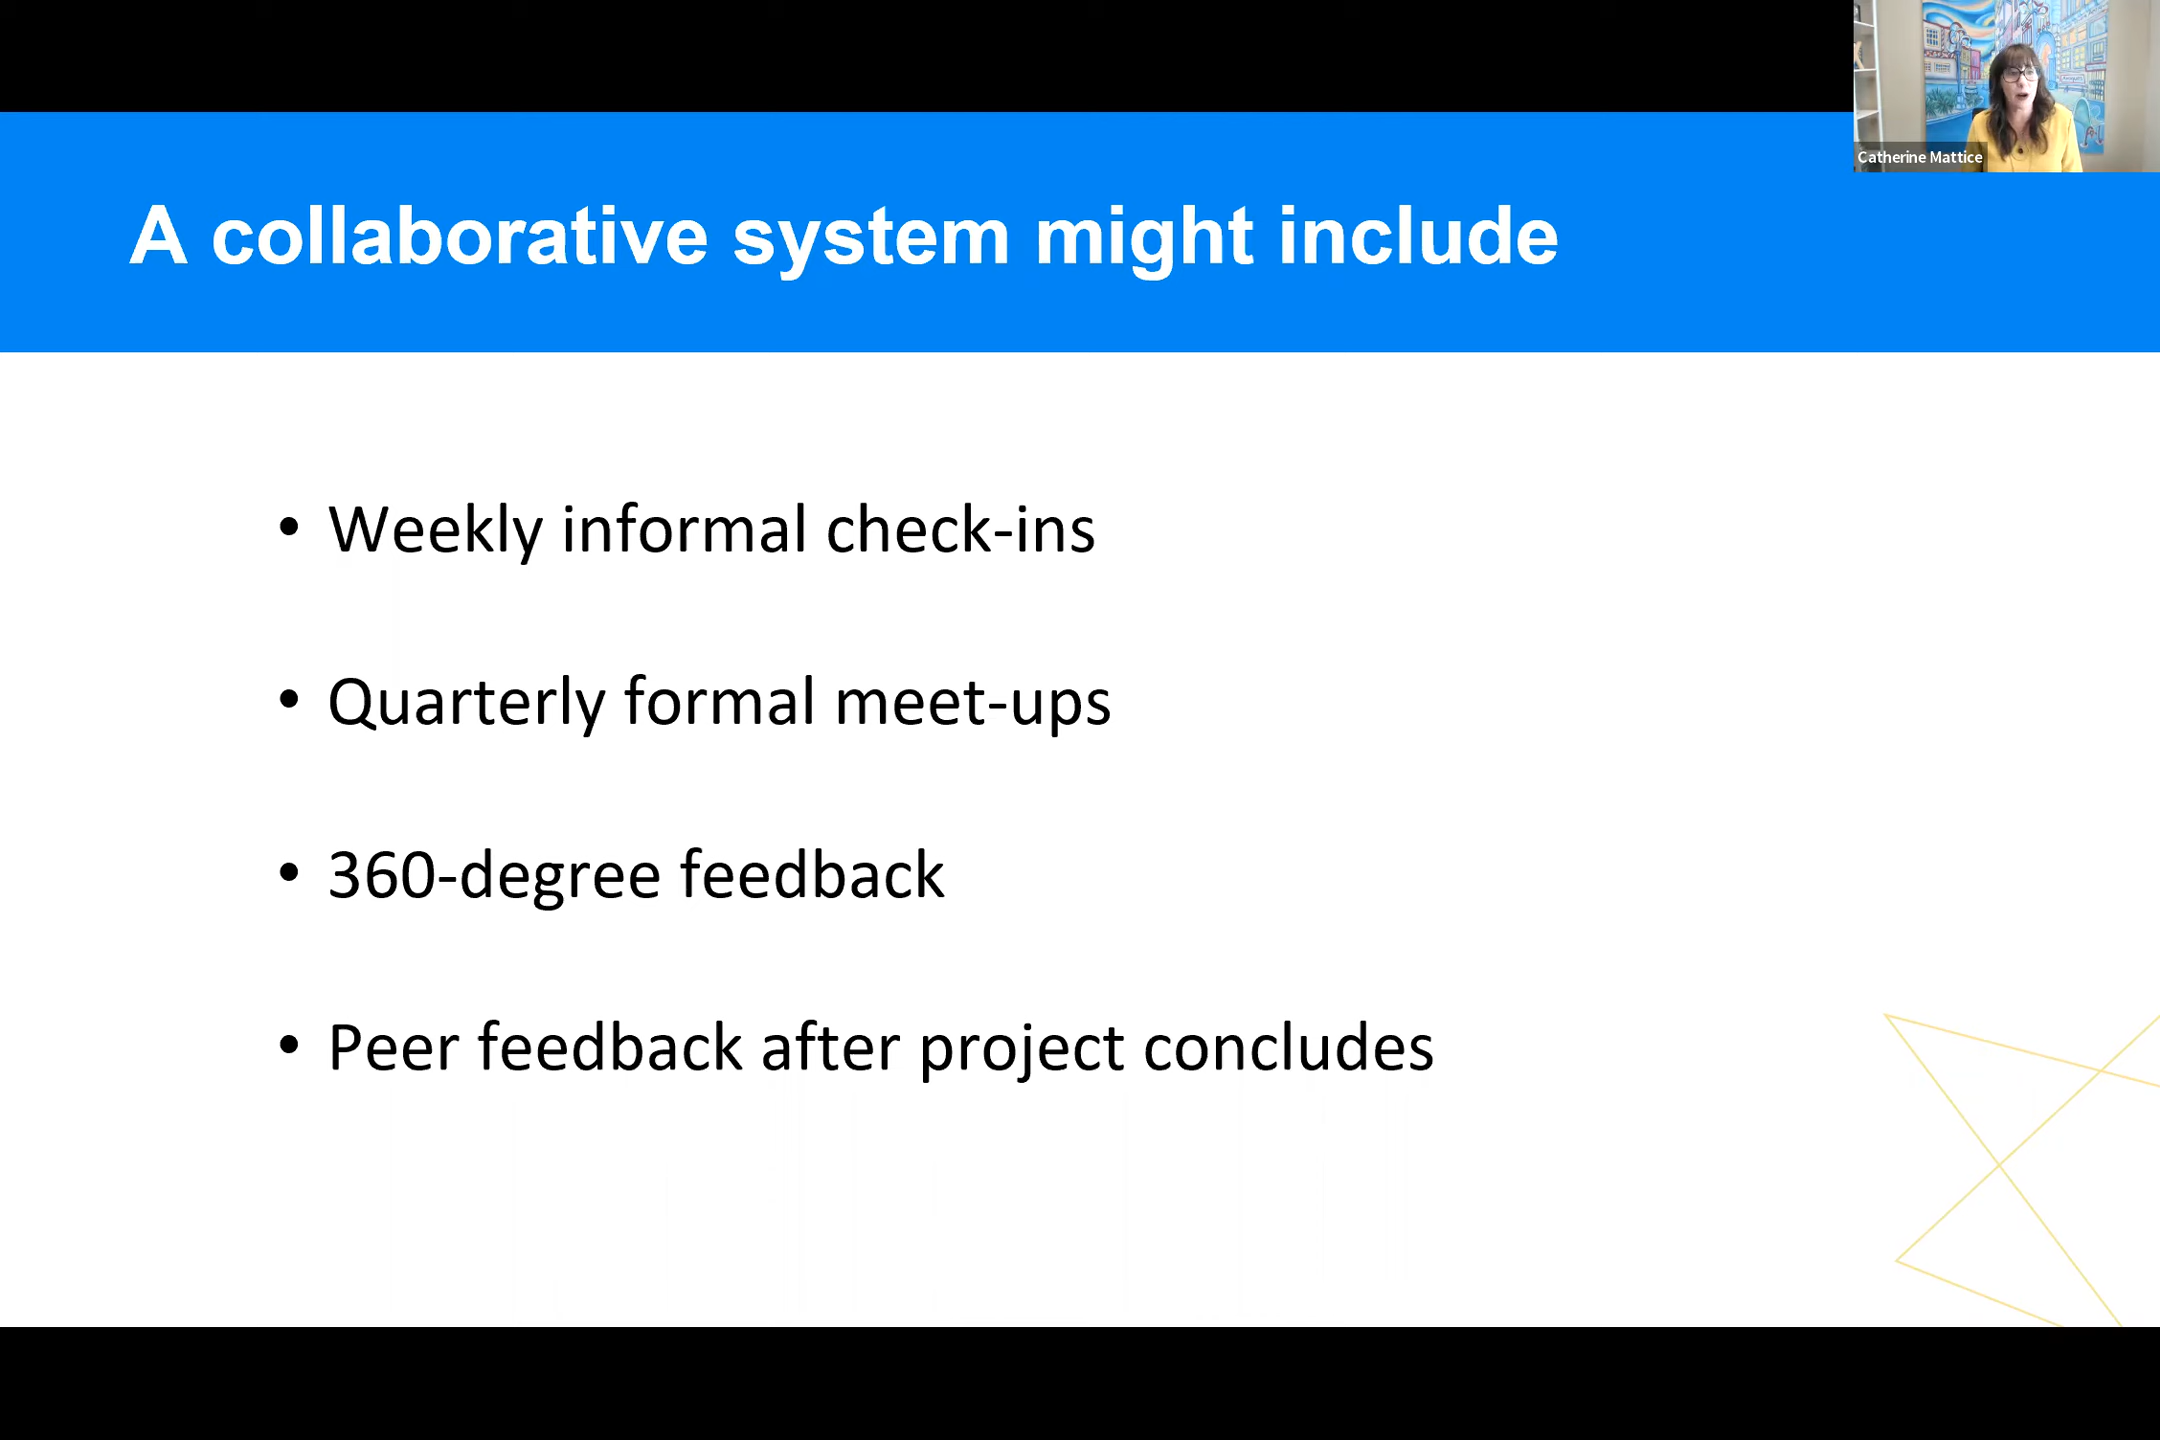 Catherine Mattice
A collaborative system might include
• Weekly informal check-ins
• Quarterly formal meet-ups
• 360-degree feedback
• Peer feedback after project concludes